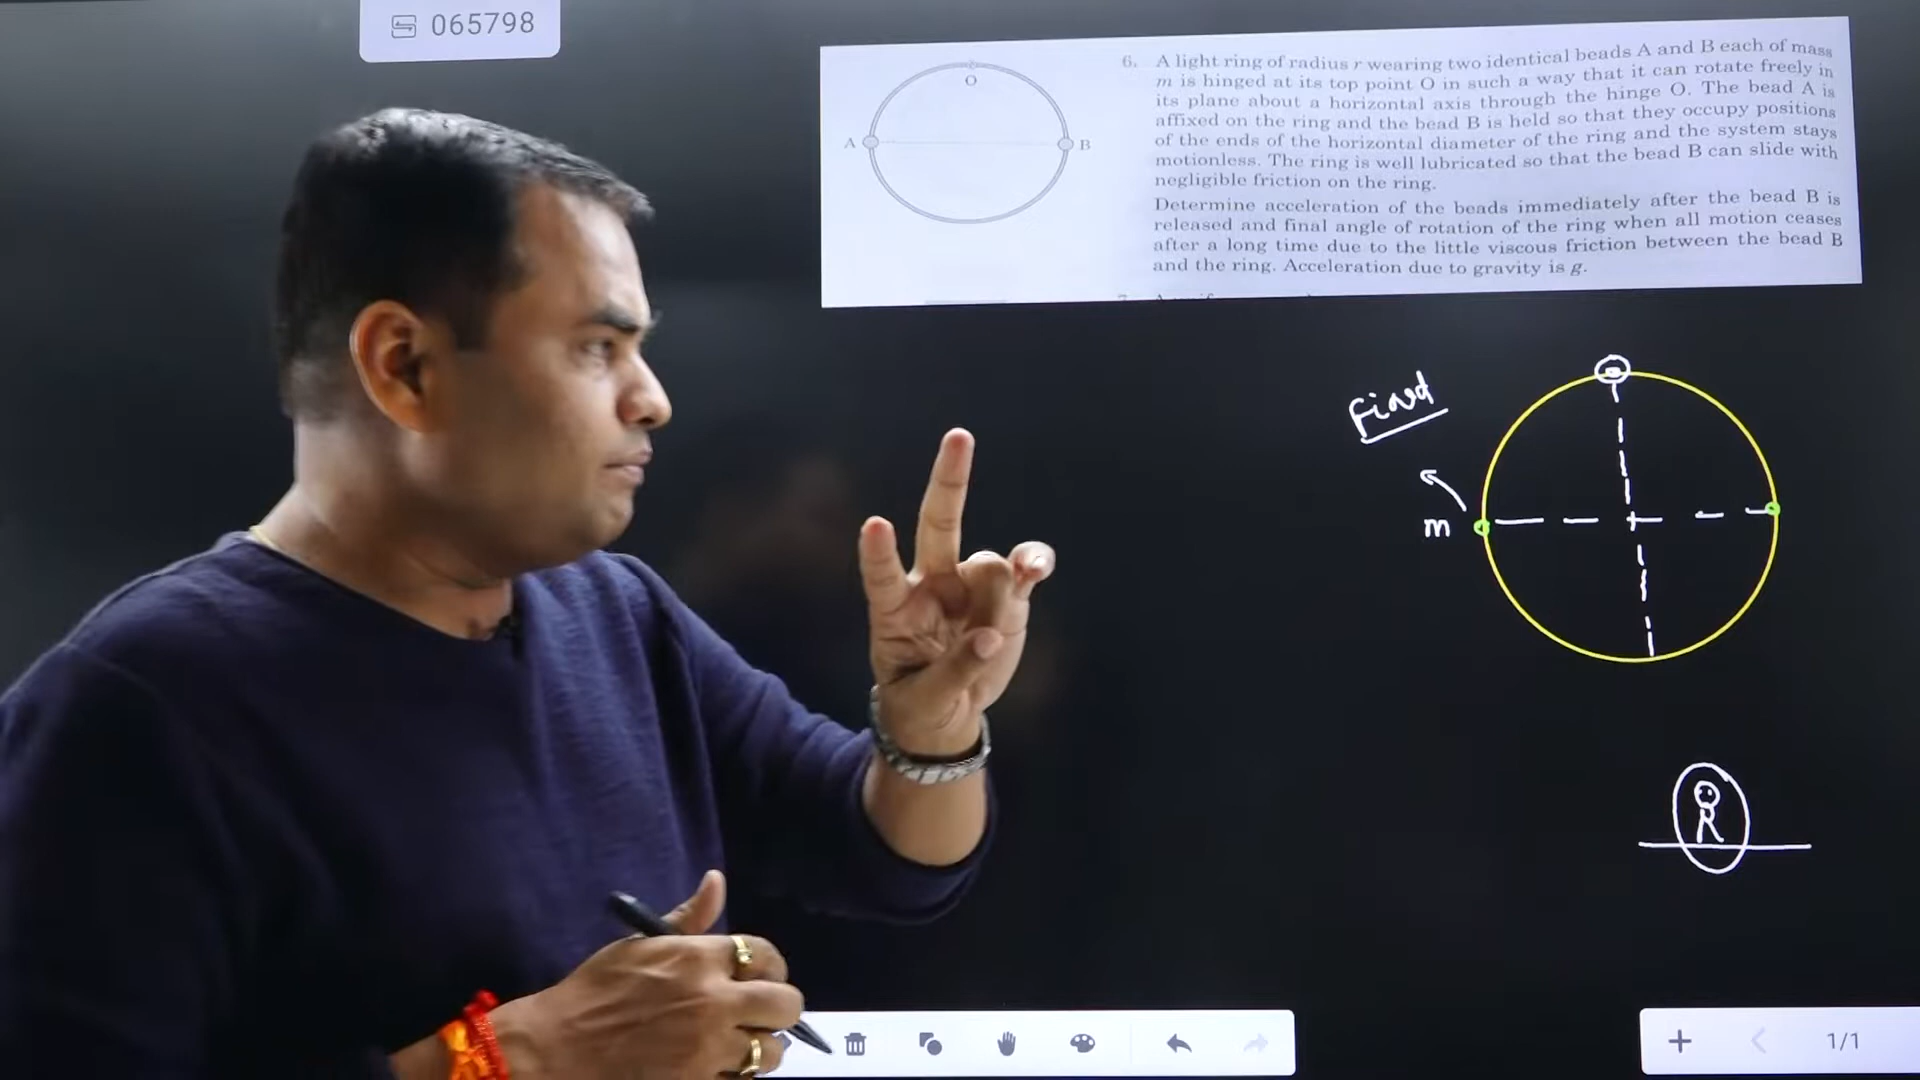 065798
O
A
B
6. A light ring of radius r wearing two identical beads A and B each of mass
m is hinged at its top point O in such a way that it can rotate freely in
its plane about a horizontal axis through the hinge O. The bead A is
affixed on the ring and the bead B is held so that they occupy positions
of the ends of the horizontal diameter of the ring and the system stays
motionless. The ring is well lubricated so that the bead B can slide with
negligible friction on the ring.
Determine acceleration of the beads immediately after the bead B is
released and final angle of rotation of the ring when all motion ceases
after a long time due to the little viscous friction between the bead B
and the ring. Acceleration due to gravity is g.
Find
m
1/1